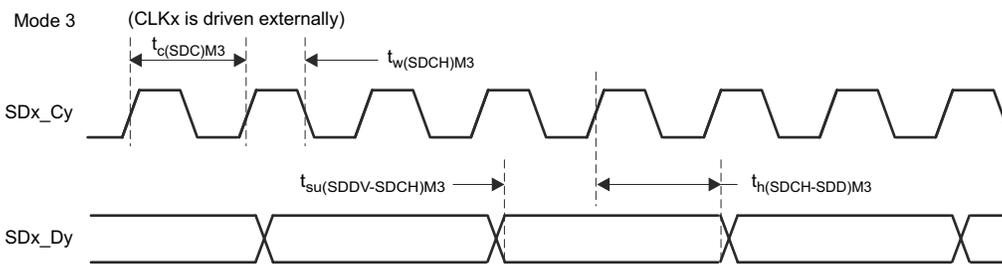 Mode 3 (CLKx is driven externally)
tc(SDC)M3
tw(SDCH)M3
SDx_Cy
tsu(SDDV-SDCH)M3
th(SDCH-SDD)M3
SDx_Dy